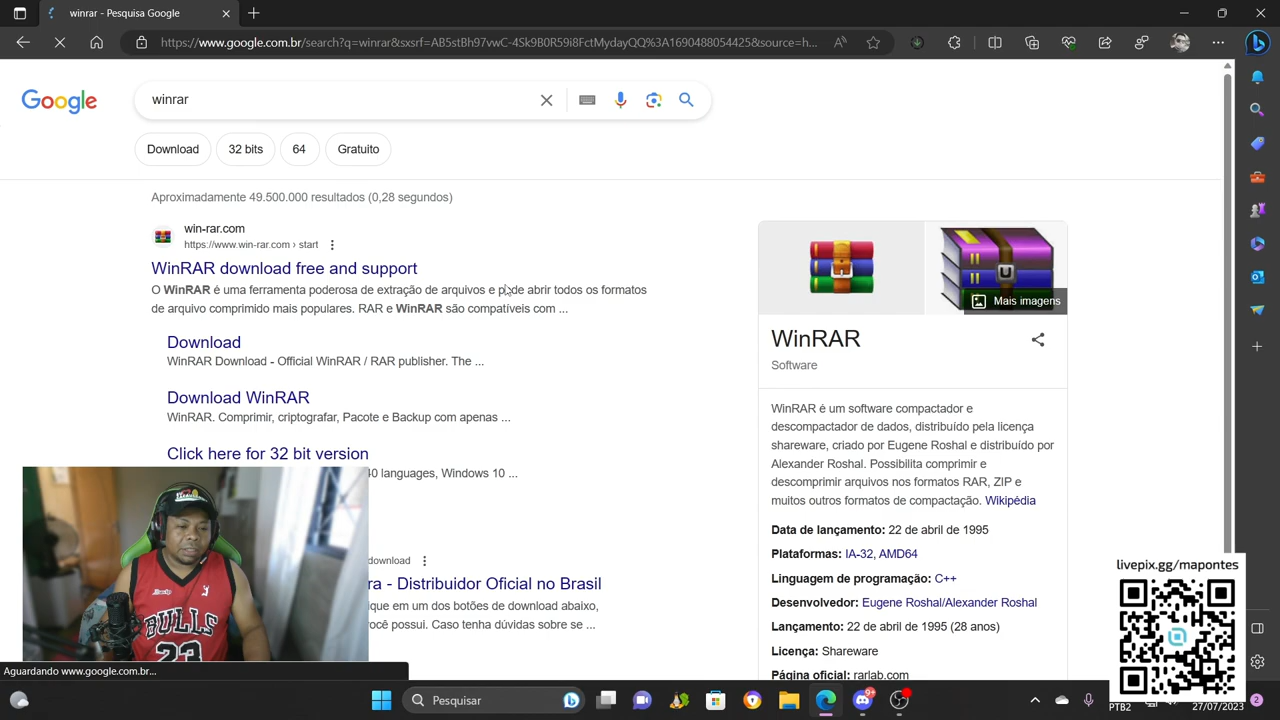 winrar - Pesquisa Google
https://www.google.com.br/search?q=winrar&sxsrf=AB5stBh97vwC-4Sk9B0R59i8FctMydayQQ%3A1690488054425&source=h...
Google
winrar
Download
32 bits
64
Gratuito
Aproximadamente 49.500.000 resultados (0,28 segundos)
win-rar.com
https://www.win-rar.com › start
WinRAR download free and support
O WinRAR é uma ferramenta poderosa de extração de arquivos e pode abrir todos os formatos
de arquivo comprimido mais populares. RAR e WinRAR são compatíveis com ...
Download
WinRAR Download - Official WinRAR / RAR publisher. The ...
Download WinRAR
WinRAR. Comprimir, criptografar, Pacote e Backup com apenas ...
Click here for 32 bit version
40 languages, Windows 10 ...
download
ra - Distribuidor Oficial no Brasil
ique em um dos botões de download abaixo,
você possui. Caso tenha dúvidas sobre se ...
Mais imagens
WinRAR
Software
WinRAR é um software compactador e
descompactador de dados, distribuído pela licença
shareware, criado por Eugene Roshal e distribuído por
Alexander Roshal. Possibilita comprimir e
descomprimir arquivos nos formatos RAR, ZIP e
muitos outros formatos de compactação. Wikipédia
Data de lançamento: 22 de abril de 1995
Plataformas: IA-32, AMD64
Linguagem de programação: C++
Desenvolvedor: Eugene Roshal/Alexander Roshal
Lançamento: 22 de abril de 1995 (28 anos)
Licença: Shareware
Página oficial: rarlab.com
livepix.gg/mapontes
BULLS
23
Aguardando www.google.com.br...
Pesquisar
PTB2
27/07/2023
2